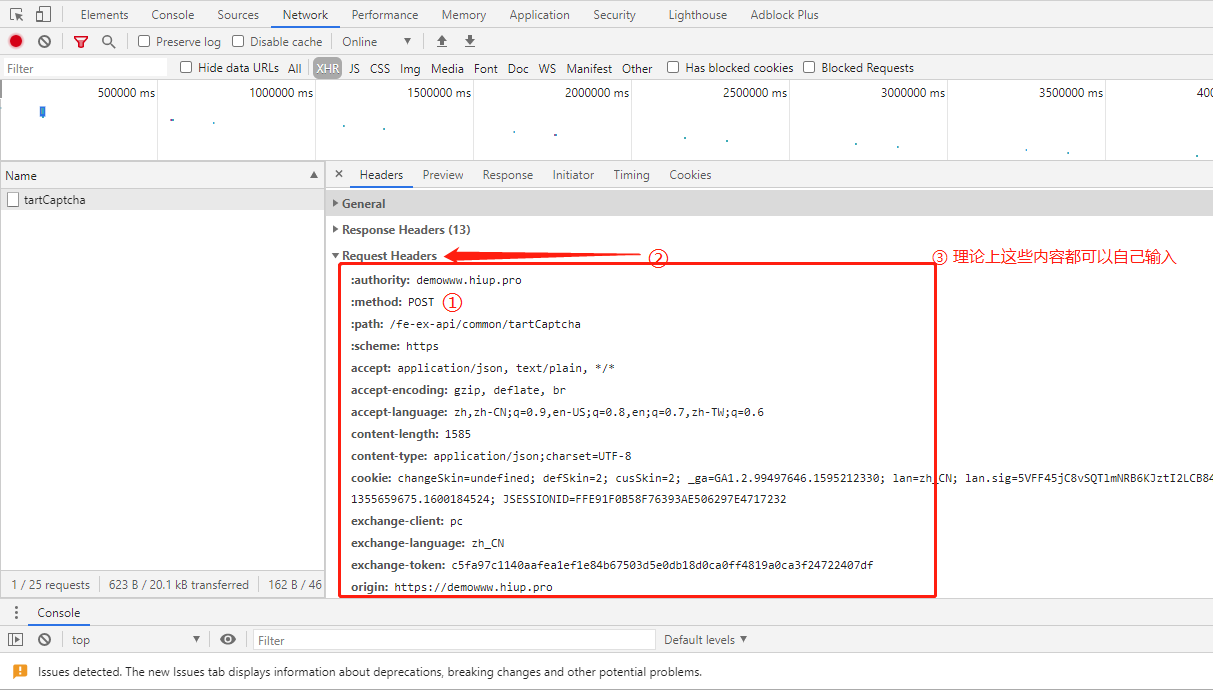 Elements Console Sources Network Performance Memory Application Security Lighthouse Adblock Plus
Preserve log Disable cache Online ▼
Filter Hide data URLs All XHR JS CSS Img Media Font Doc WS Manifest Other Has blocked cookies Blocked Requests
500000 ms 1000000 ms 1500000 ms 2000000 ms 2500000 ms 3000000 ms 3500000 ms 400
Name ▲ × Headers Preview Response Initiator Timing Cookies
tartCaptcha
General
Response Headers (13)
Request Headers ② ③ 理论上这些内容都可以自己输入
:authority: demowww.hiup.pro
:method: POST ①
:path: /fe-ex-api/common/tartCaptcha
:scheme: https
accept: application/json, text/plain, */*
accept-encoding: gzip, deflate, br
accept-language: zh,zh-CN;q=0.9,en-US;q=0.8,en;q=0.7,zh-TW;q=0.6
content-length: 1585
content-type: application/json;charset=UTF-8
cookie: changeSkin=undefined; defSkin=2; cusSkin=2; _ga=GA1.2.99497646.1595212330; lan=zh_CN; lan.sig=5VFF45jC8vSQTlmNRB6KJztI2LCB84
1355659675.1600184524; JSESSIONID=FFE91F0B58F76393AE506297E4717232
exchange-client: pc
exchange-language: zh_CN
exchange-token: c5fa97c1140aafea1ef1e84b67503d5e0db18d0ca0ff4819a0ca3f24722407df
origin: https://demowww.hiup.pro
1 / 25 requests 623 B / 20.1 kB transferred 162 B / 46
Console
top ▼ Filter Default levels ▼
Issues detected. The new Issues tab displays information about deprecations, breaking changes and other potential problems.